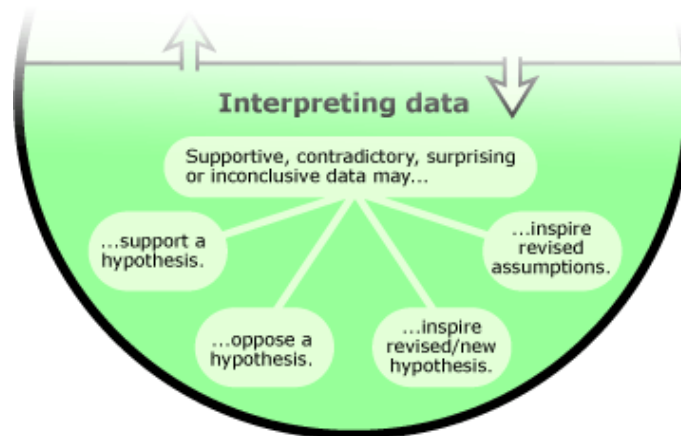 Interpreting data
Supportive, contradictory, surprising
or inconclusive data may...
...support a
hypothesis.
...oppose a
hypothesis.
...inspire
revised/new
hypothesis.
...inspire
revised
assumptions.